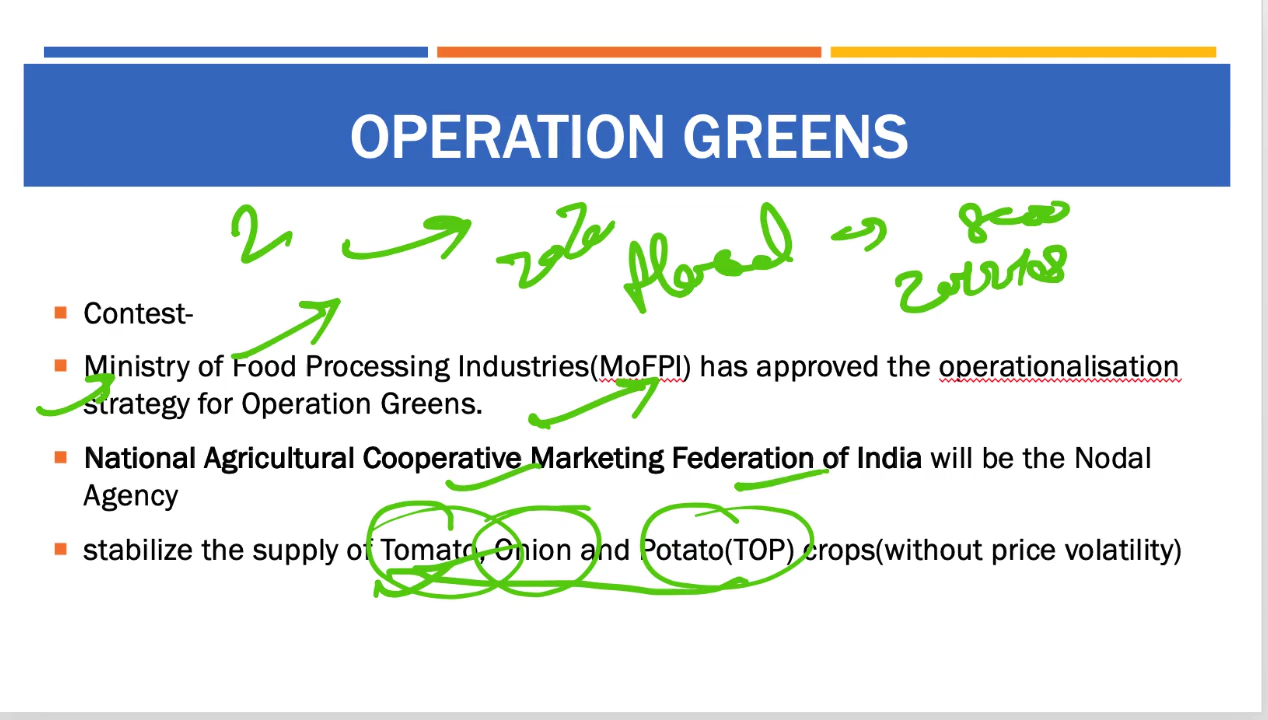 OPERATION GREENS
Contest-
Ministry of Food Processing Industries(MoFPI) has approved the operationalisation
strategy for Operation Greens.
National Agricultural Cooperative Marketing Federation of India will be the Nodal
Agency
stabilize the supply of Tomato, Onion and Potato(TOP) crops(without price volatility)